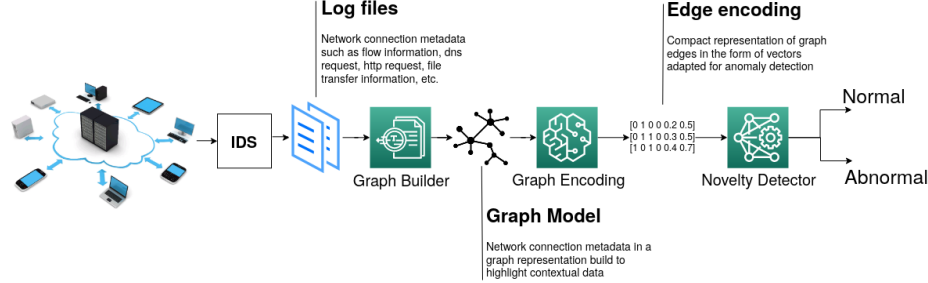 Log files
Network connection metadata
such as flow information, dns
request, http request, file
transfer information, etc.
Edge encoding
Compact representation of graph
edges in the form of vectors
adapted for anomaly detection
IDS
Graph Builder
Graph Encoding
[0 1 0 0 0.2 0.5]
[0 1 1 0 0.3 0.5]
[1 0 1 0 0.4 0.7]
Novelty Detector
Normal
Abnormal
Graph Model
Network connection metadata in a
graph representation build to
highlight contextual data